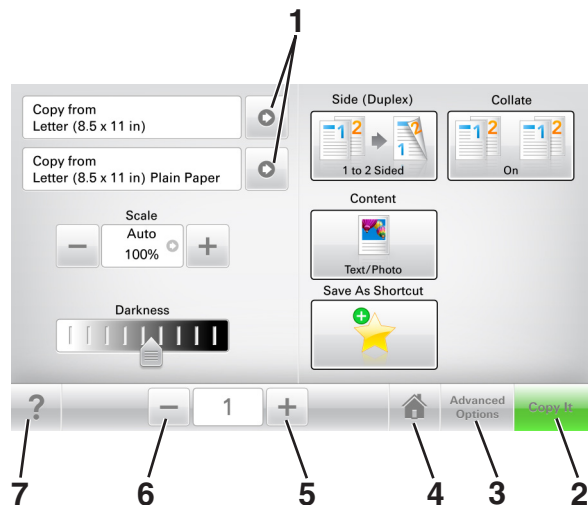 1
Copy from
Letter (8.5 x 11 in)
Copy from
Letter (8.5 x 11 in) Plain Paper
Scale
Auto
100%
Darkness
Side (Duplex)
1 2 1 2
1 to 2 Sided
Collate
1 2 1 2
On
Content
Text/Photo
Save As Shortcut
?
1
Advanced
Options
Copy It
7
6
5
4
3
2